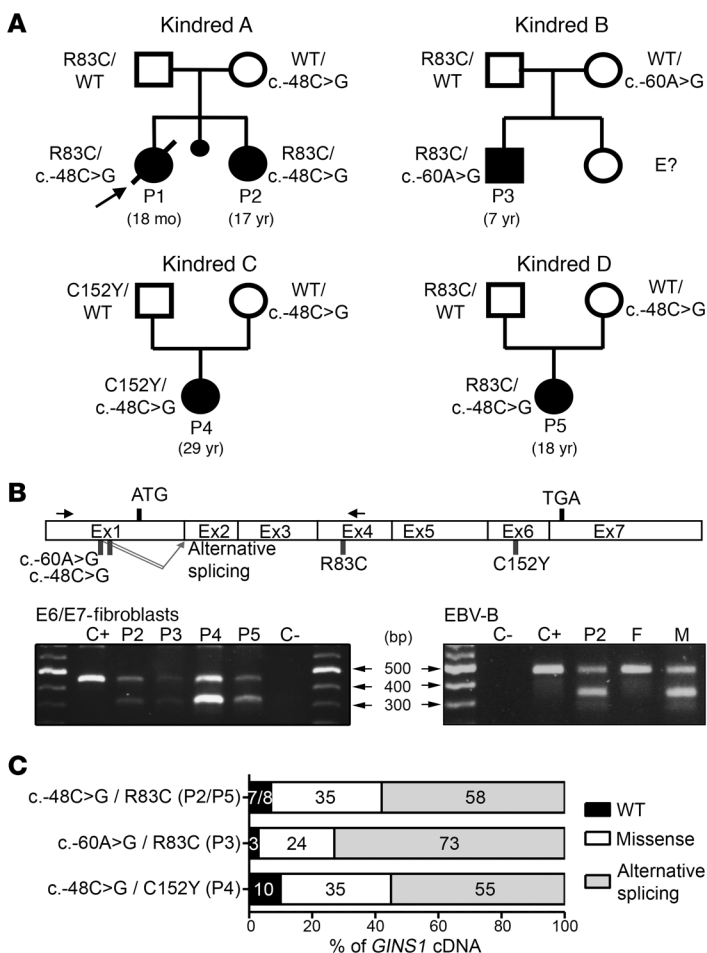 A
Kindred A
R83C/
WT
WT/
c.-48C>G
R83C/
c.-48C>G
R83C/
c.-48C>G
P1
(18 mo)
P2
(17 yr)
Kindred B
R83C/
WT
WT/
c.-60A>G
R83C/
c.-60A>G
E?
P3
(7 yr)
Kindred C
C152Y/
WT
WT/
c.-48C>G
C152Y/
c.-48C>G
P4
(29 yr)
Kindred D
R83C/
WT
WT/
c.-48C>G
R83C/
c.-48C>G
P5
(18 yr)
B
ATG
TGA
Ex1 Ex2 Ex3 Ex4 Ex5 Ex6 Ex7
c.-60A>G
c.-48C>G
Alternative
splicing
R83C
C152Y
E6/E7-fibroblasts
C+ P2 P3 P4 P5 C-
(bp)
500
400
300
EBV-B
C- C+ P2 F M
C
c.-48C>G / R83C (P2/P5) 7/8 35 58
c.-60A>G / R83C (P3) 3 24 73
c.-48C>G / C152Y (P4) 10 35 55
0 20 40 60 80 100
% of GINS1 cDNA
WT
Missense
Alternative
splicing